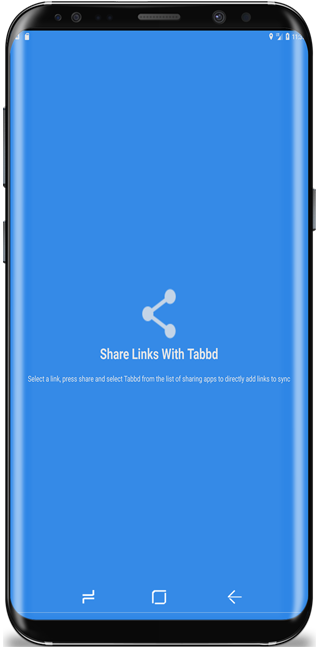 Share Links With Tabbd
Select a link, press share and select Tabbd from the list of sharing apps to directly add links to sync